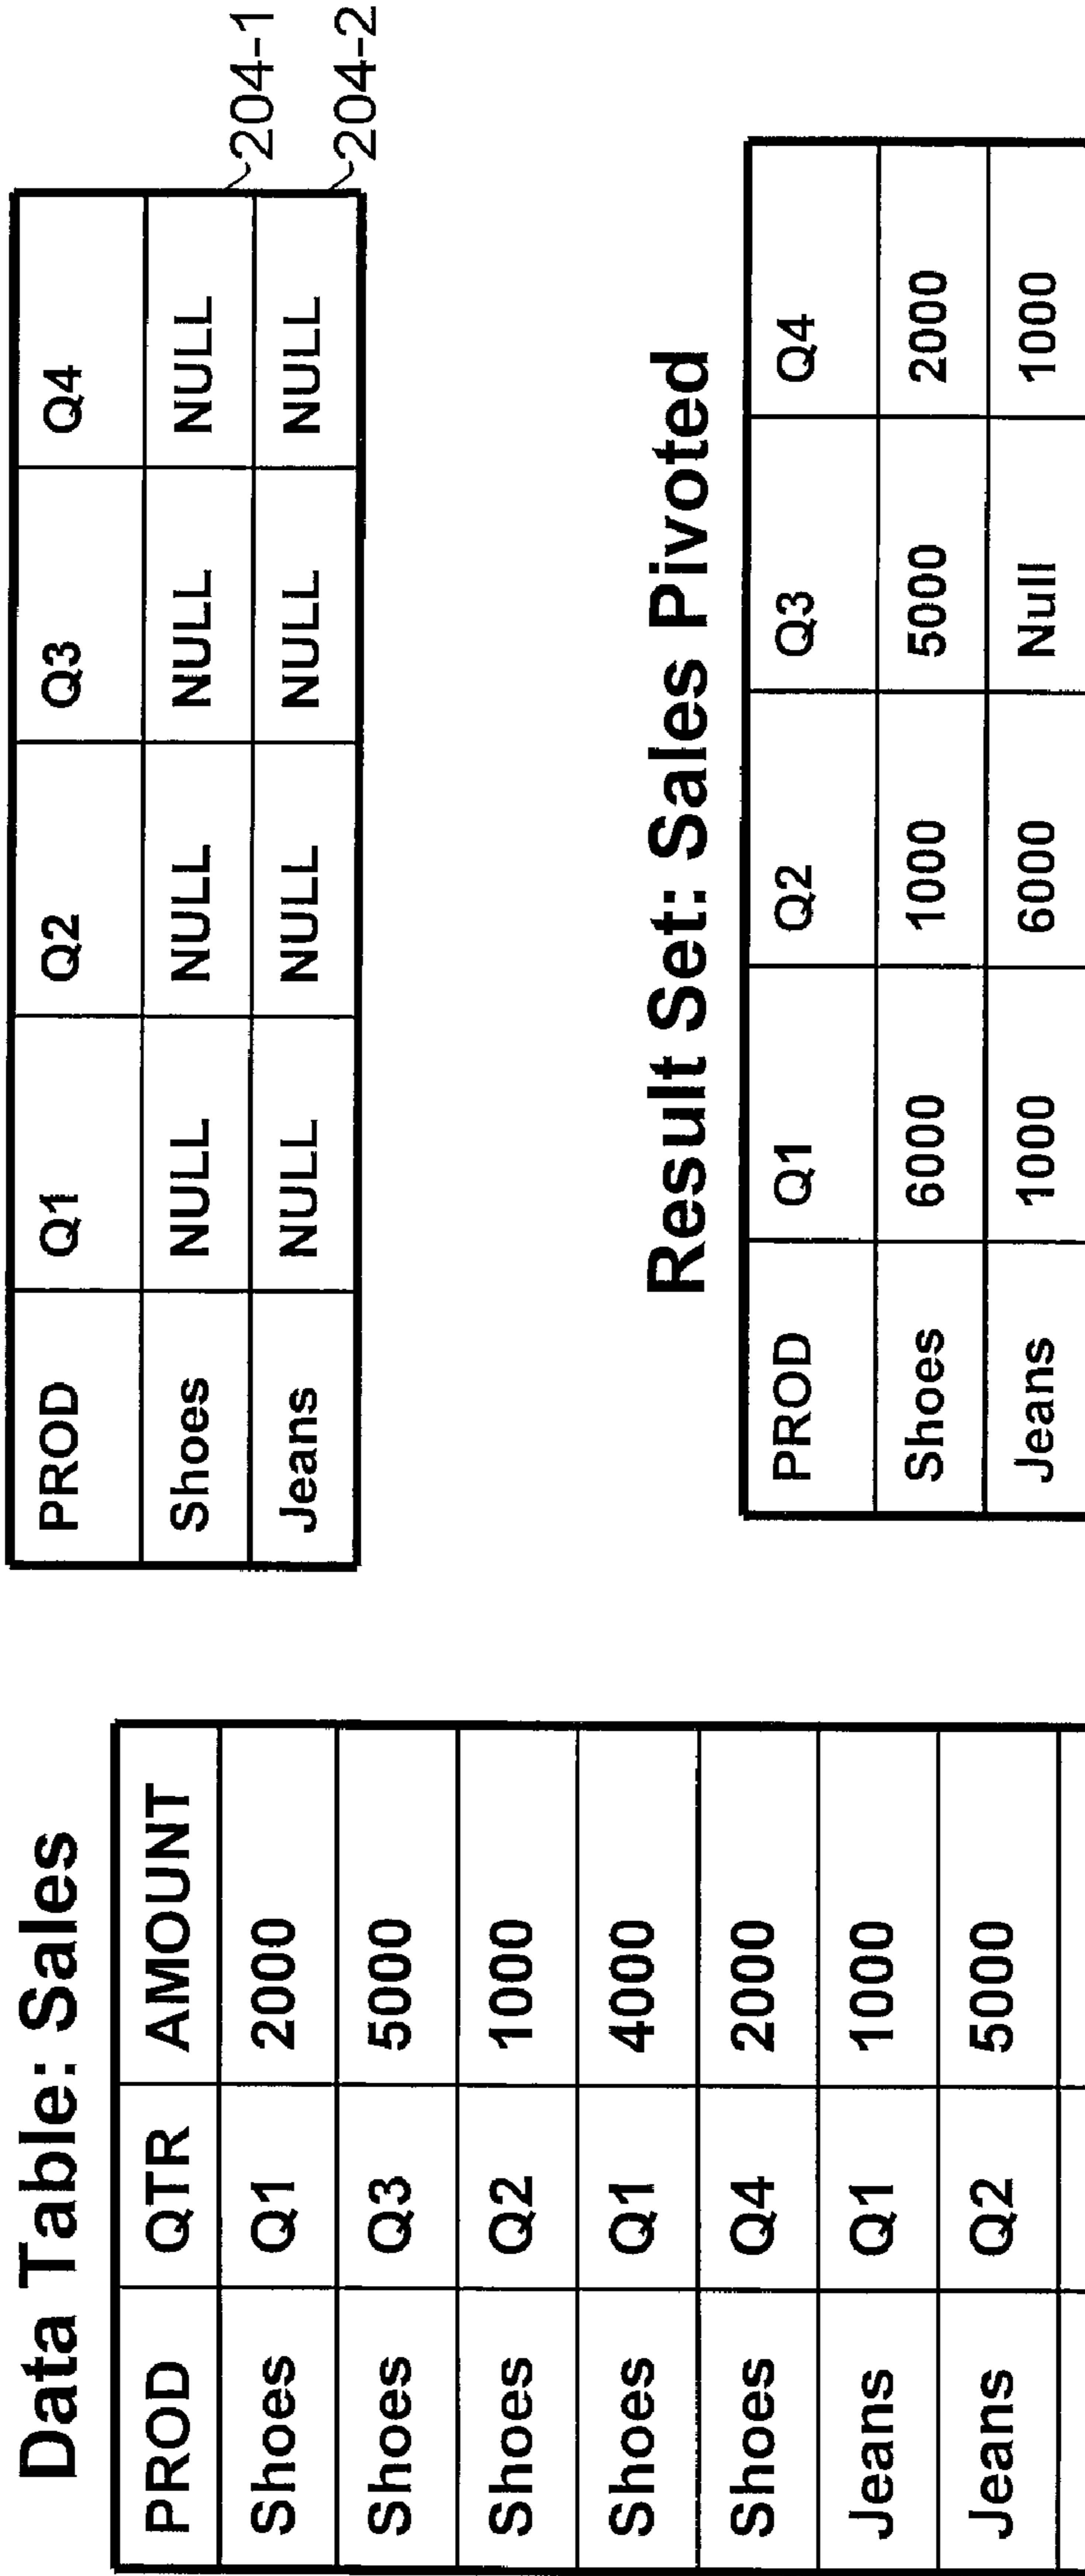 Data Table: Sales
PROD QTR AMOUNT
Shoes Q1 2000
Shoes Q3 5000
Shoes Q2 1000
Shoes Q1 4000
Shoes Q4 2000
Jeans Q1 1000
Jeans Q2 5000
PROD Q1 Q2 Q3 Q4
Shoes NULL NULL NULL NULL
204-1
Jeans NULL NULL NULL NULL
204-2
Result Set: Sales Pivoted
PROD Q1 Q2 Q3 Q4
Shoes 6000 1000 5000 2000
Jeans 1000 6000 Null 1000